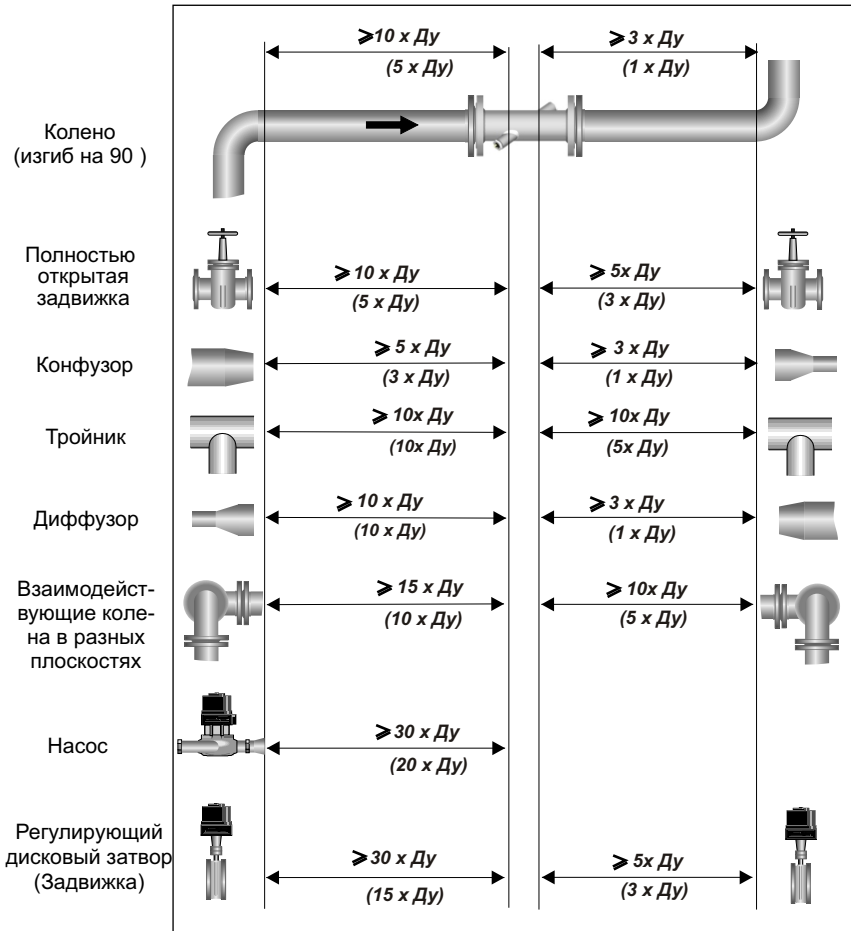 ⩾10 x Ду
(5 x Ду)
⩾3 x Ду
(1 x Ду)
Колено
(изгиб на 90 )
Полностью
открытая
задвижка
⩾10 x Ду
(5 x Ду)
⩾5x Ду
(3 x Ду)
Конфузор
⩾ 5 x Ду
(3 x Ду)
⩾ 3 x Ду
(1 x Ду)
Тройник
⩾ 10x Ду
(10x Ду)
⩾10x Ду
(5x Ду)
Диффузор
⩾ 10 x Ду
(10 x Ду)
⩾3 x Ду
(1 x Ду)
Взаимодейст-
вующие коле-
на в разных
плоскостях
⩾ 15 x Ду
(10 x Ду)
⩾ 10x Ду
(5 x Ду)
Насос
⩾30 x Ду
(20 x Ду)
Регулирующий
дисковый затвор
(Задвижка)
⩾30 x Ду
(15 x Ду)
⩾5x Ду
(3 x Ду)